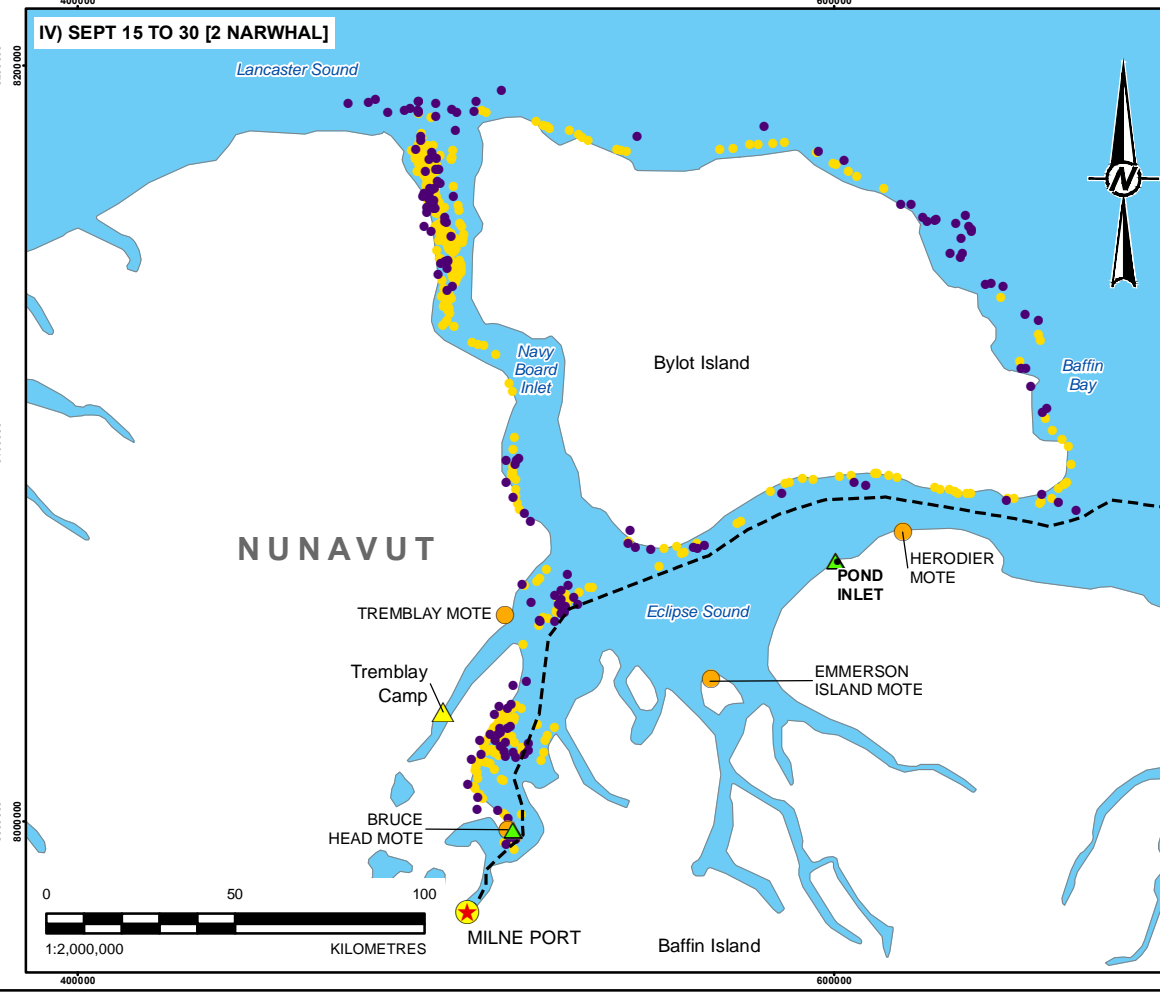 400000
600000
IV) SEPT 15 TO 30 [2 NARWHAL]
8200000
Lancaster Sound
N
Navy
Board
Inlet
Bylot Island
Baffin
Bay
NUNAVUT
HERODIER
MOTE
POND
INLET
TREMBLAY MOTE
Eclipse Sound
Tremblay
Camp
EMMERSON
ISLAND MOTE
BRUCE
HEAD MOTE
8000000
0 50 100
1:2,000,000 KILOMETRES
MILNE PORT
Baffin Island
400000
600000